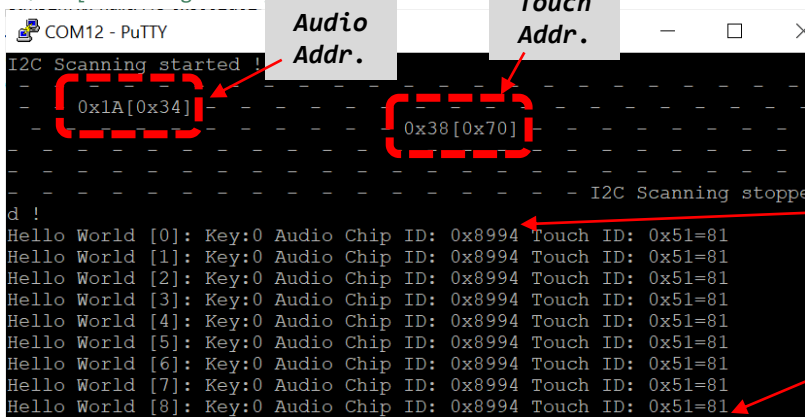 Audio
Addr.
Touch
Addr.
COM12 - PuTTY
I2C Scanning started !
- - - - - - - - - - - - - - - - - - - - - - -
- - 0x1A[0x34] - - - - - - - - - - - - - - - - -
- - - - - - - - - - 0x38[0x70] - - - - - - - -
- - - - - - - - - - - - - - - - - - - - - - -
- - - - - - - - - - - - - - - - - - - - - - -
- - - - - - - - - - - - - - - - - I2C Scanning stoppe
d !
Hello World [0]: Key:0 Audio Chip ID: 0x8994 Touch ID: 0x51=81
Hello World [1]: Key:0 Audio Chip ID: 0x8994 Touch ID: 0x51=81
Hello World [2]: Key:0 Audio Chip ID: 0x8994 Touch ID: 0x51=81
Hello World [3]: Key:0 Audio Chip ID: 0x8994 Touch ID: 0x51=81
Hello World [4]: Key:0 Audio Chip ID: 0x8994 Touch ID: 0x51=81
Hello World [5]: Key:0 Audio Chip ID: 0x8994 Touch ID: 0x51=81
Hello World [6]: Key:0 Audio Chip ID: 0x8994 Touch ID: 0x51=81
Hello World [7]: Key:0 Audio Chip ID: 0x8994 Touch ID: 0x51=81
Hello World [8]: Key:0 Audio Chip ID: 0x8994 Touch ID: 0x51=81